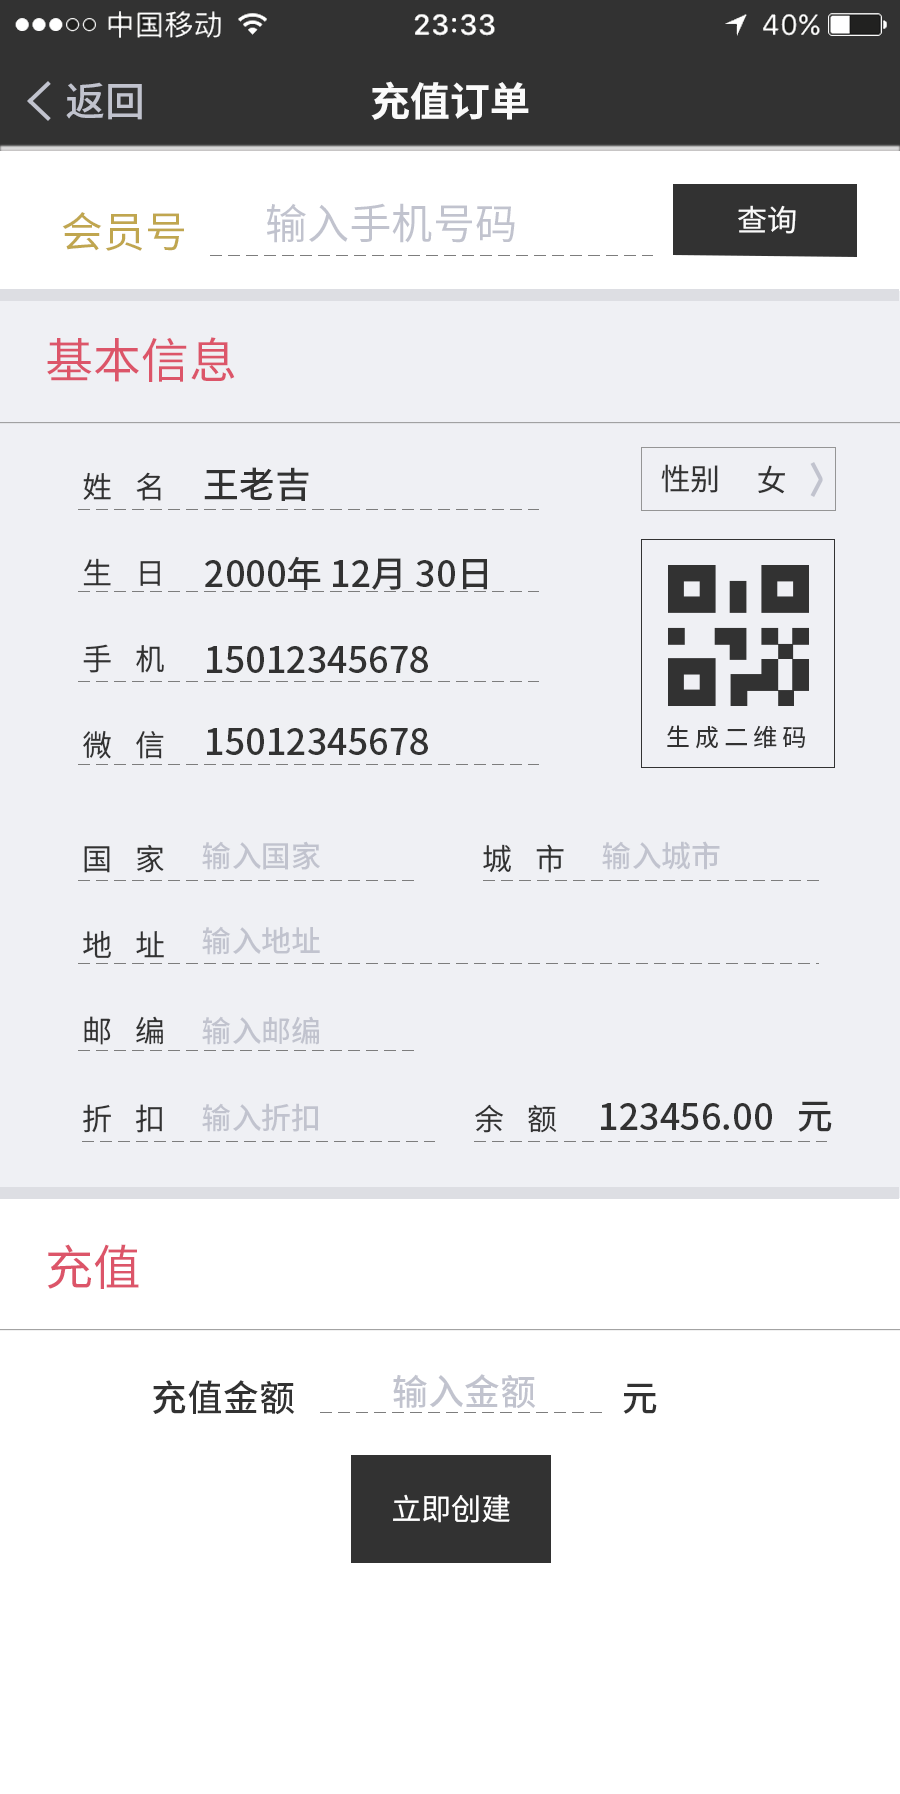 中国移动 23:33 40%
返回 充值订单
会员号 输入手机号码 查询
基本信息
姓 名 王老吉 性别 女
生 日 2000年 12月 30日
手 机 15012345678
微 信 15012345678
生成二维码
国 家 输入国家 城 市 输入城市
地 址 输入地址
邮 编 输入邮编
折 扣 输入折扣 余 额 123456.00 元
充值
充值金额 输入金额 元
立即创建